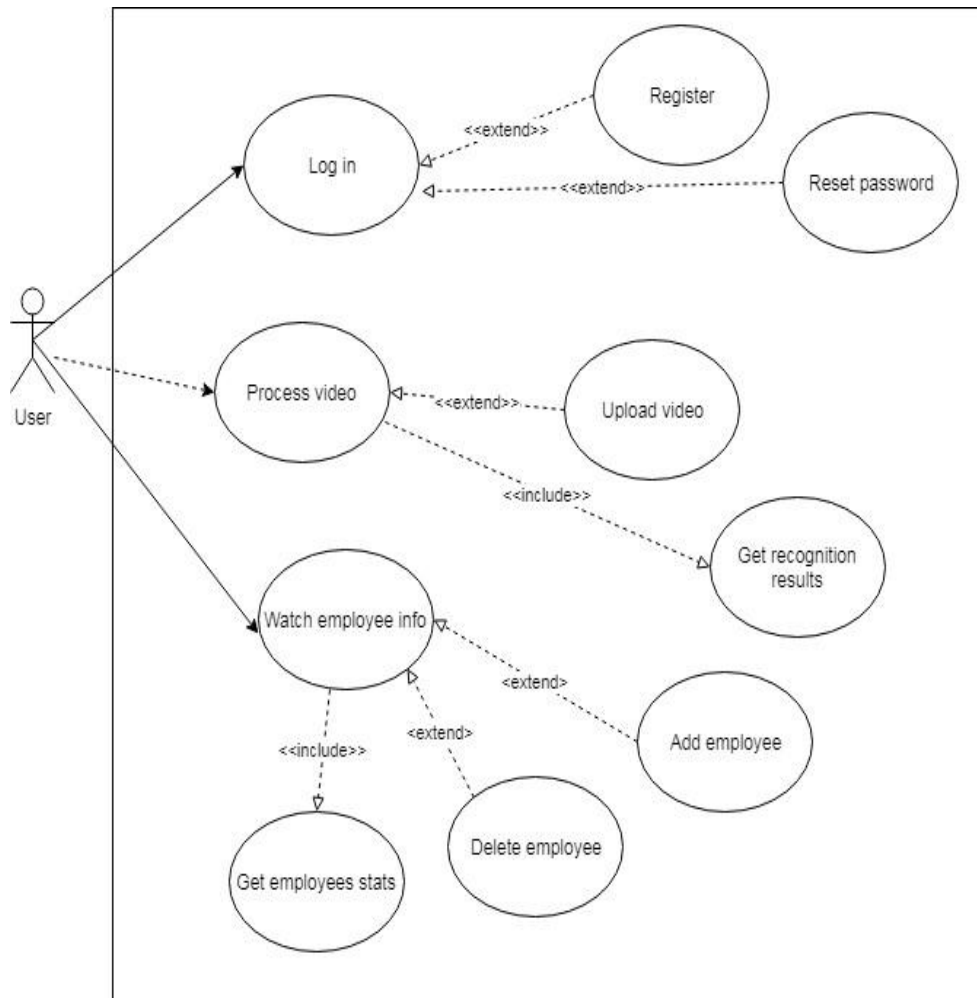 Register
<<extend>>
Log in
<<extend>>
Reset password
User
Process video
<<extend>>
Upload video
<<include>>
Get recognition
results
Watch employee info
<extend>
<extend>
Add employee
<<include>>
Delete employee
Get employees stats